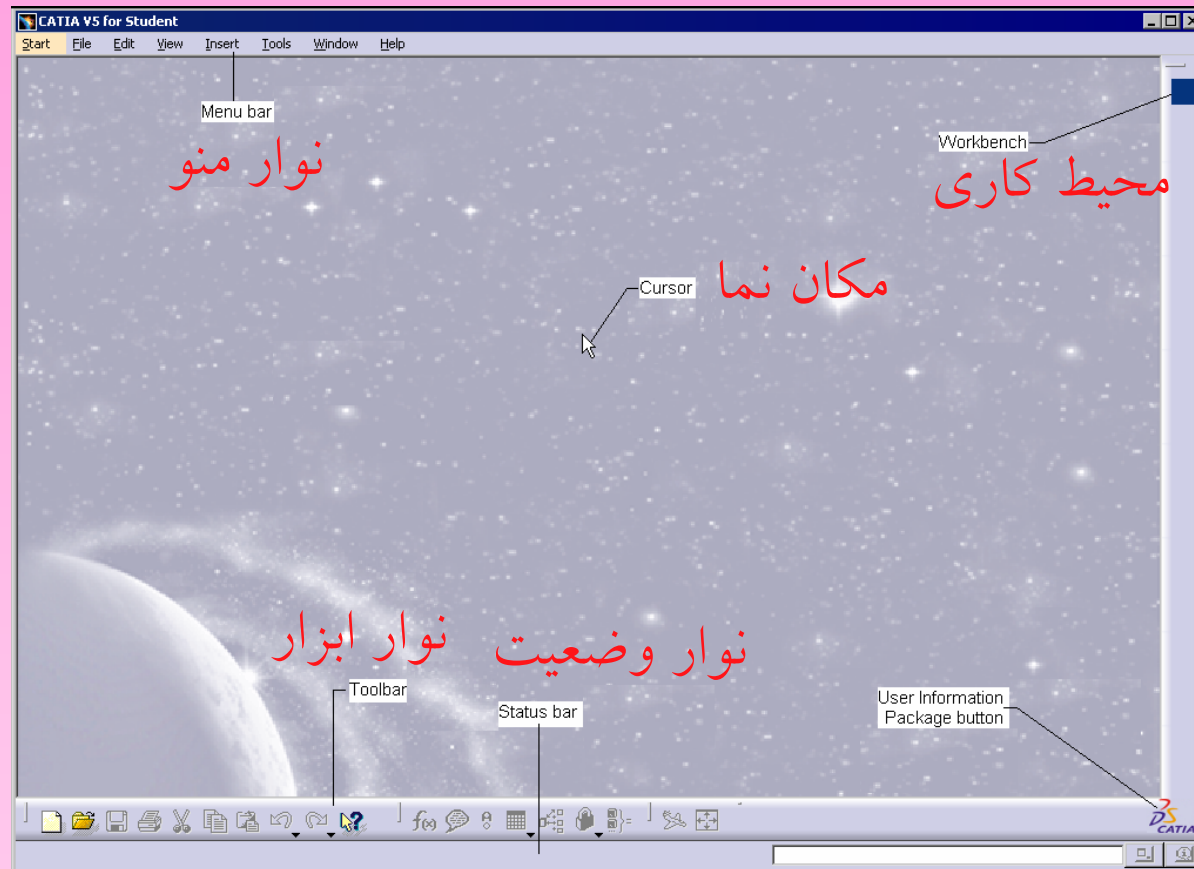 CATIA V5 for Student
Start File Edit View Insert Tools Window Help
Menu bar
نوار منو
Workbench
محیط کاری
Cursor
مکان نما
نوار ابزار
نوار وضعیت
Toolbar
Status bar
User Information
Package button
f(x)
CATIA